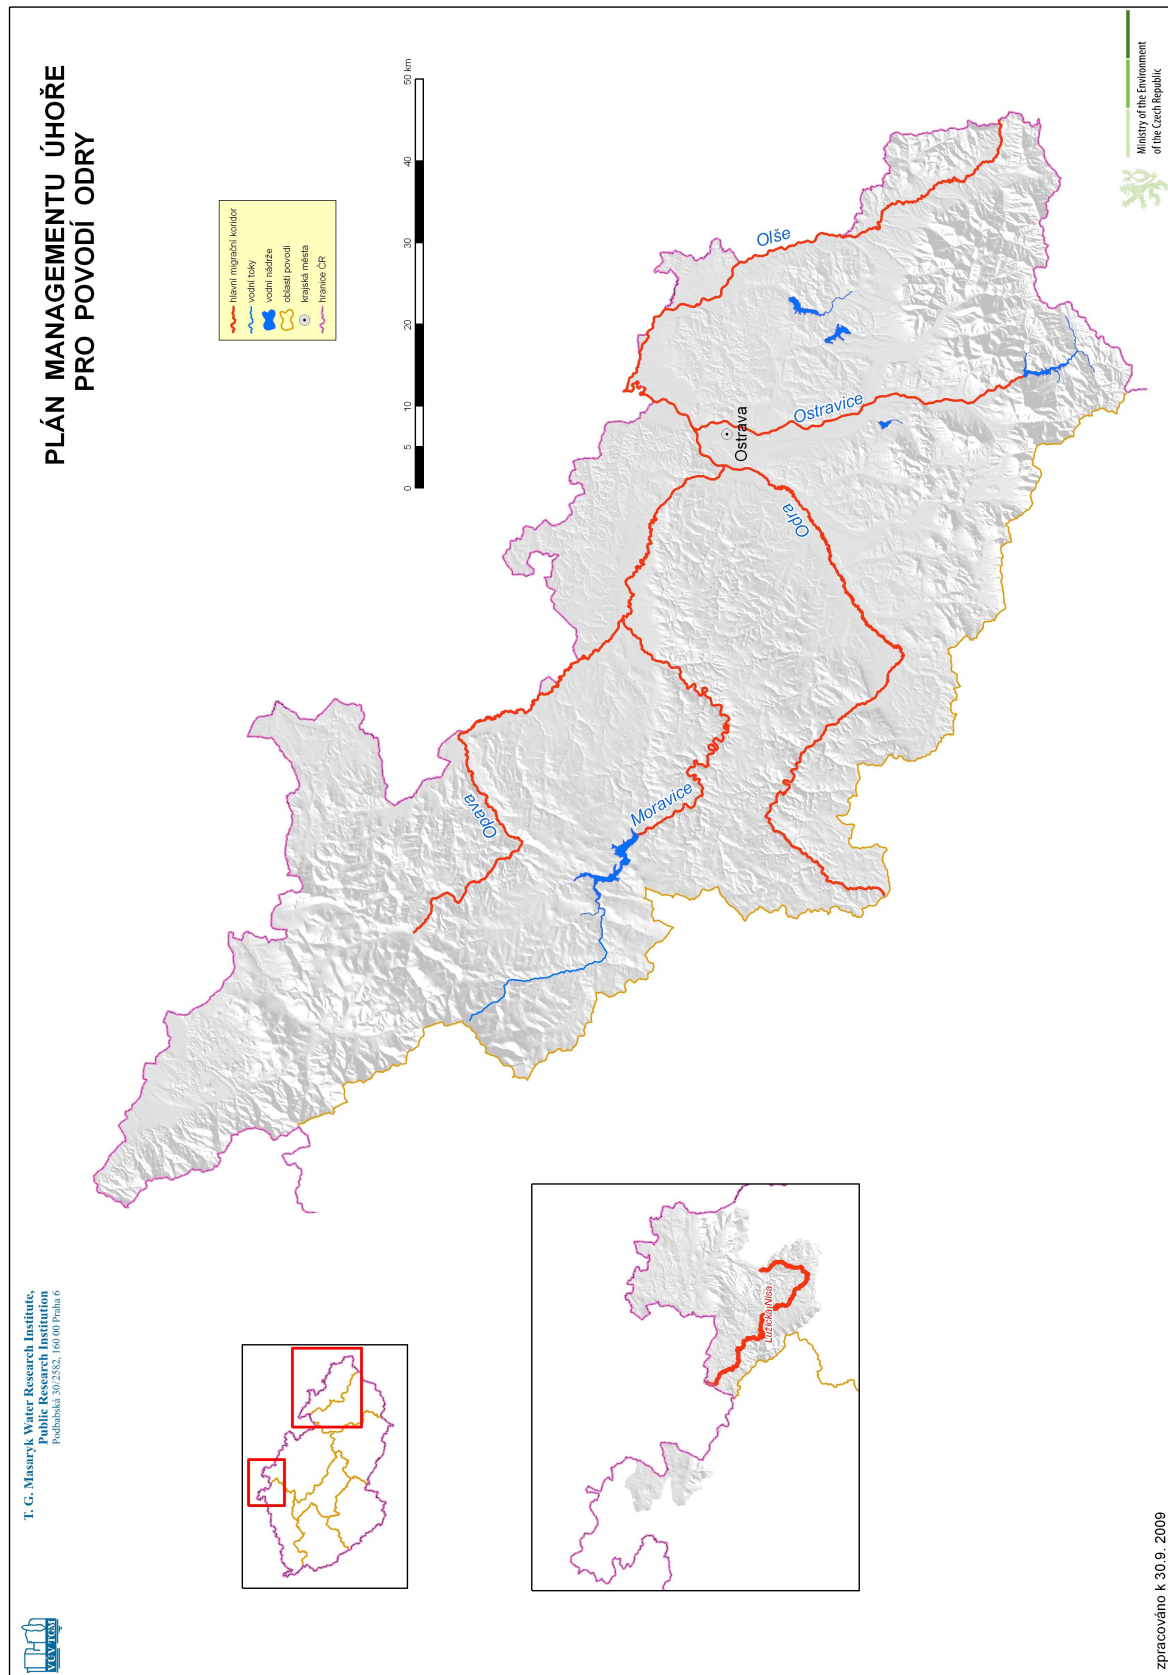 T. G. Masaryk Water Research Institute,
Public Research Institution
Podbabská 30/2582, 160 00 Praha 6
VÚV TGM
PLÁN MANAGEMENTU ÚHOŘE
PRO POVODÍ ODRY
hlavní migrační koridor
vodní toky
vodní nádrže
oblasti povodí
krajská města
hranice ČR
0 5 10 20 30 40 50 km
Opava
Moravice
Odra
Ostrava
Ostravice
Olše
Lužická Nisa
zpracováno k 30.9. 2009
Ministry of the Environment
of the Czech Republic